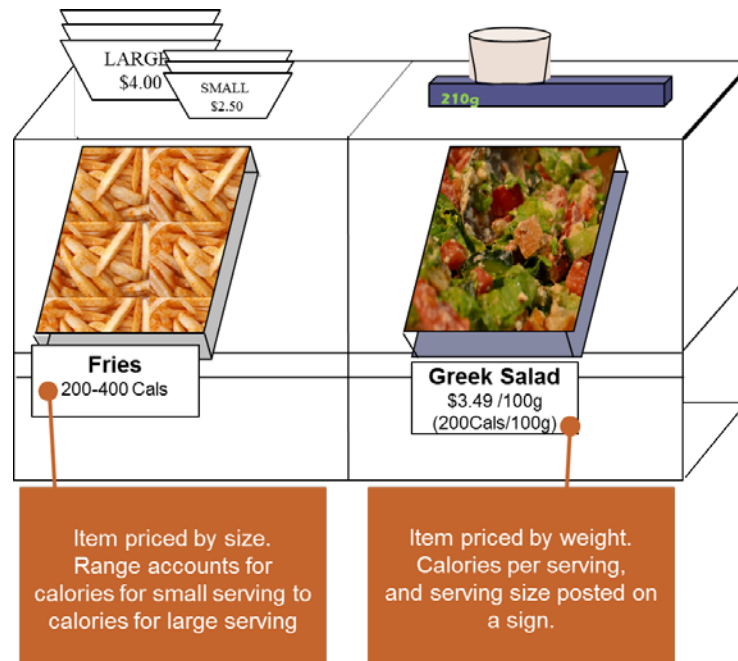 LARGE
$4.00
SMALL
$2.50
210g
Fries
200-400 Cals
Greek Salad
$3.49 /100g
(200Cals/100g)
Item priced by size.
Range accounts for
calories for small serving to
calories for large serving
Item priced by weight.
Calories per serving,
and serving size posted on
a sign.